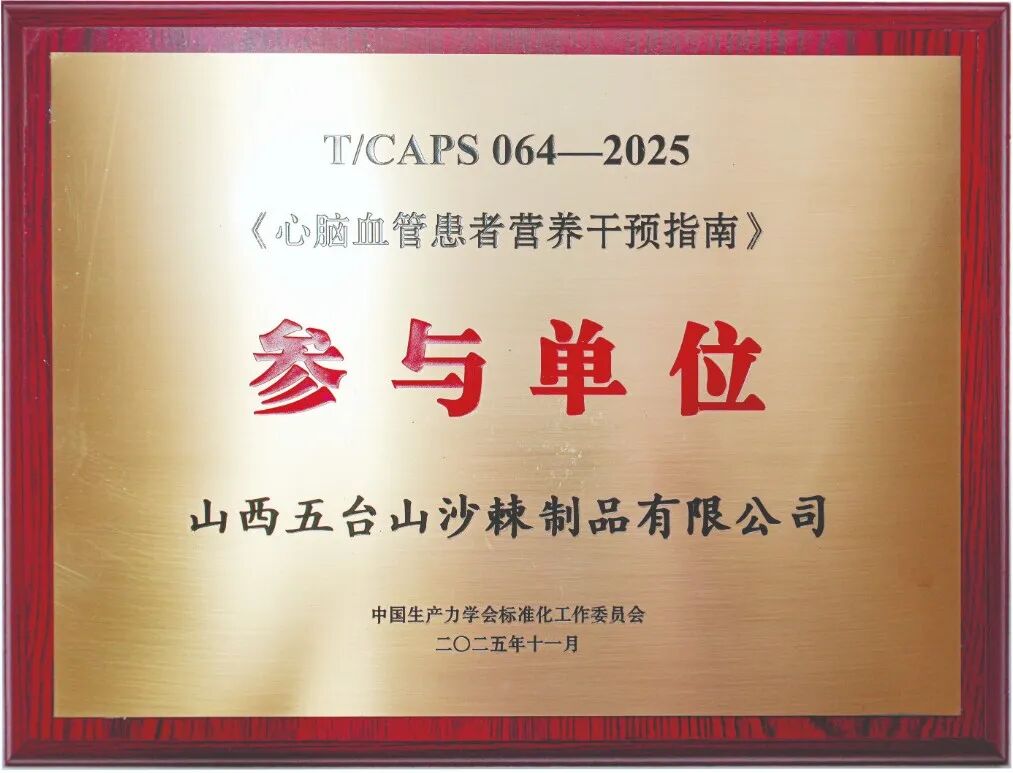 T/CAPS 064—2025
《心脑血管患者营养干预指南》
参与单位
山西五台山沙棘制品有限公司
中国生产力学会标准化工作委员会
二〇二五年十一月